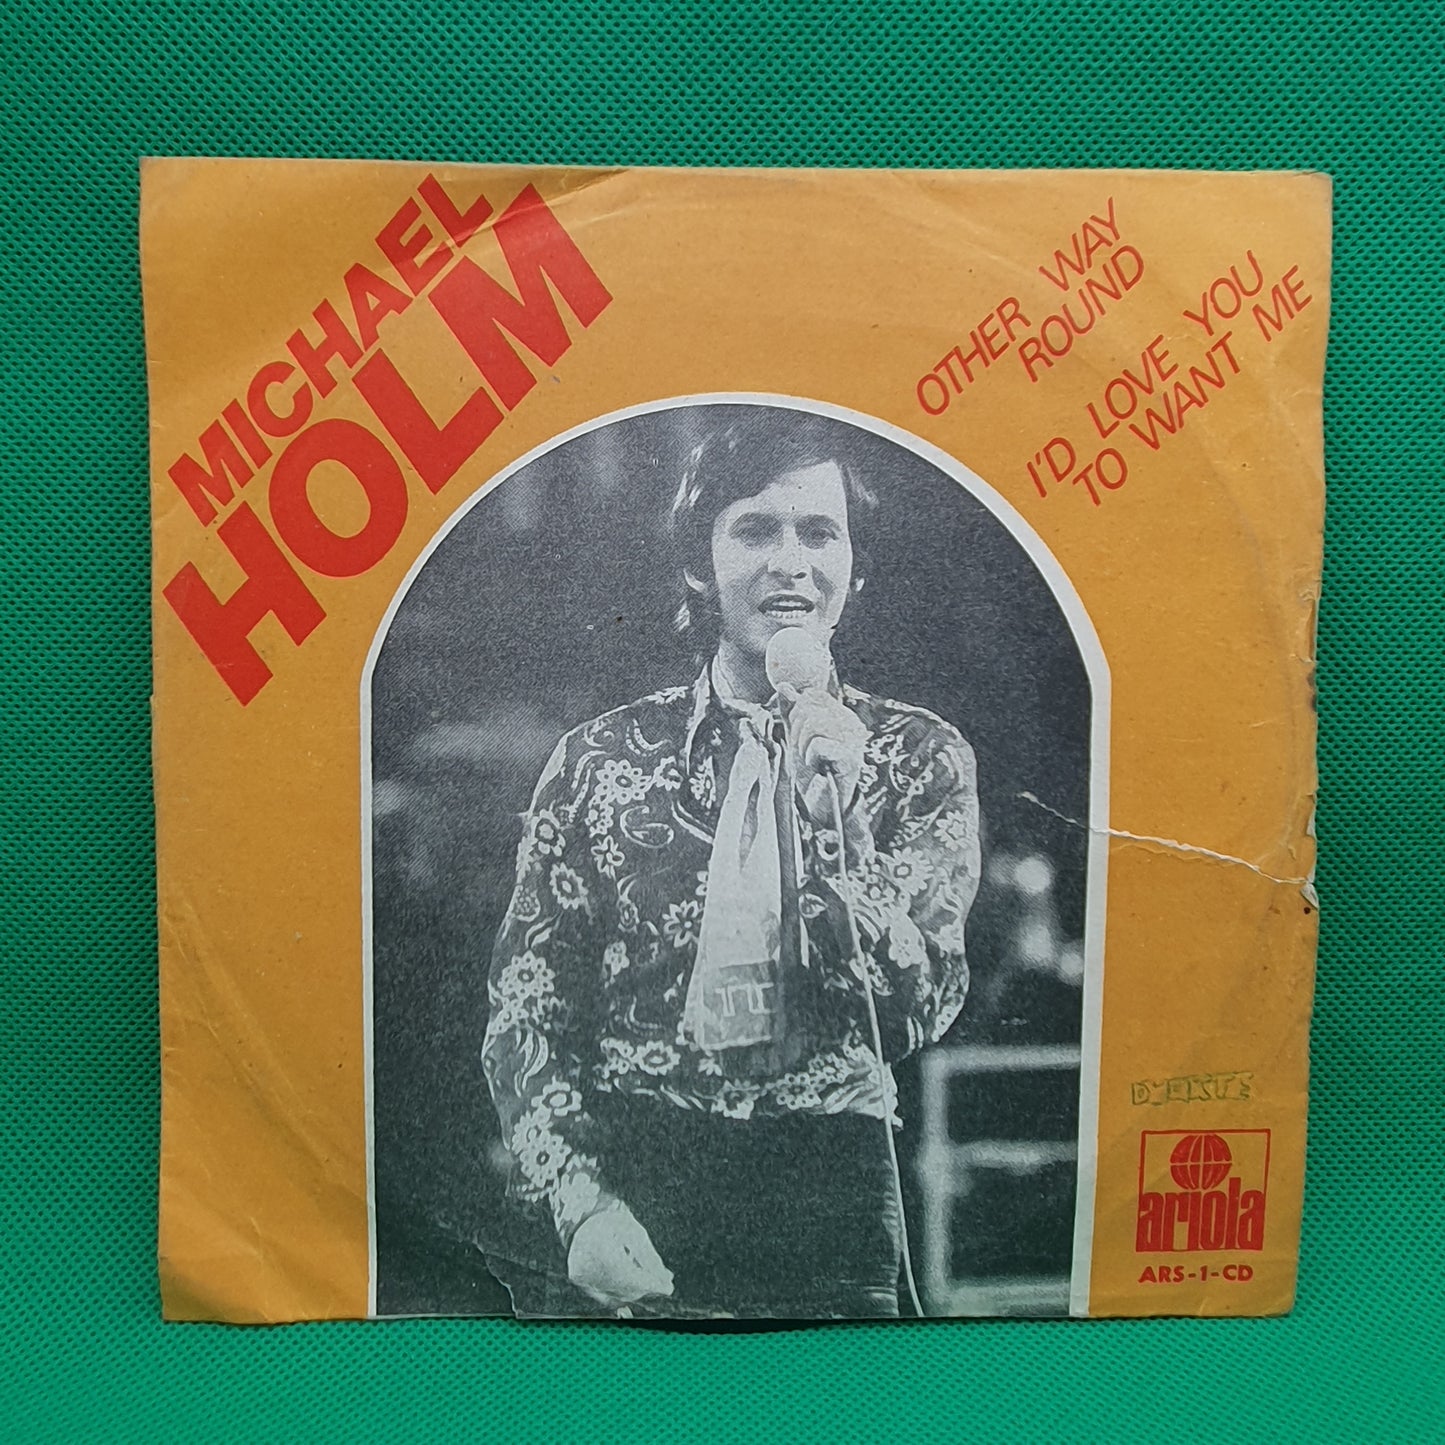 MICHAEL
HOLM
OTHER WAY
ROUND
I'D LOVE YOU
TO WANT ME
ariola
ARS-1-CD